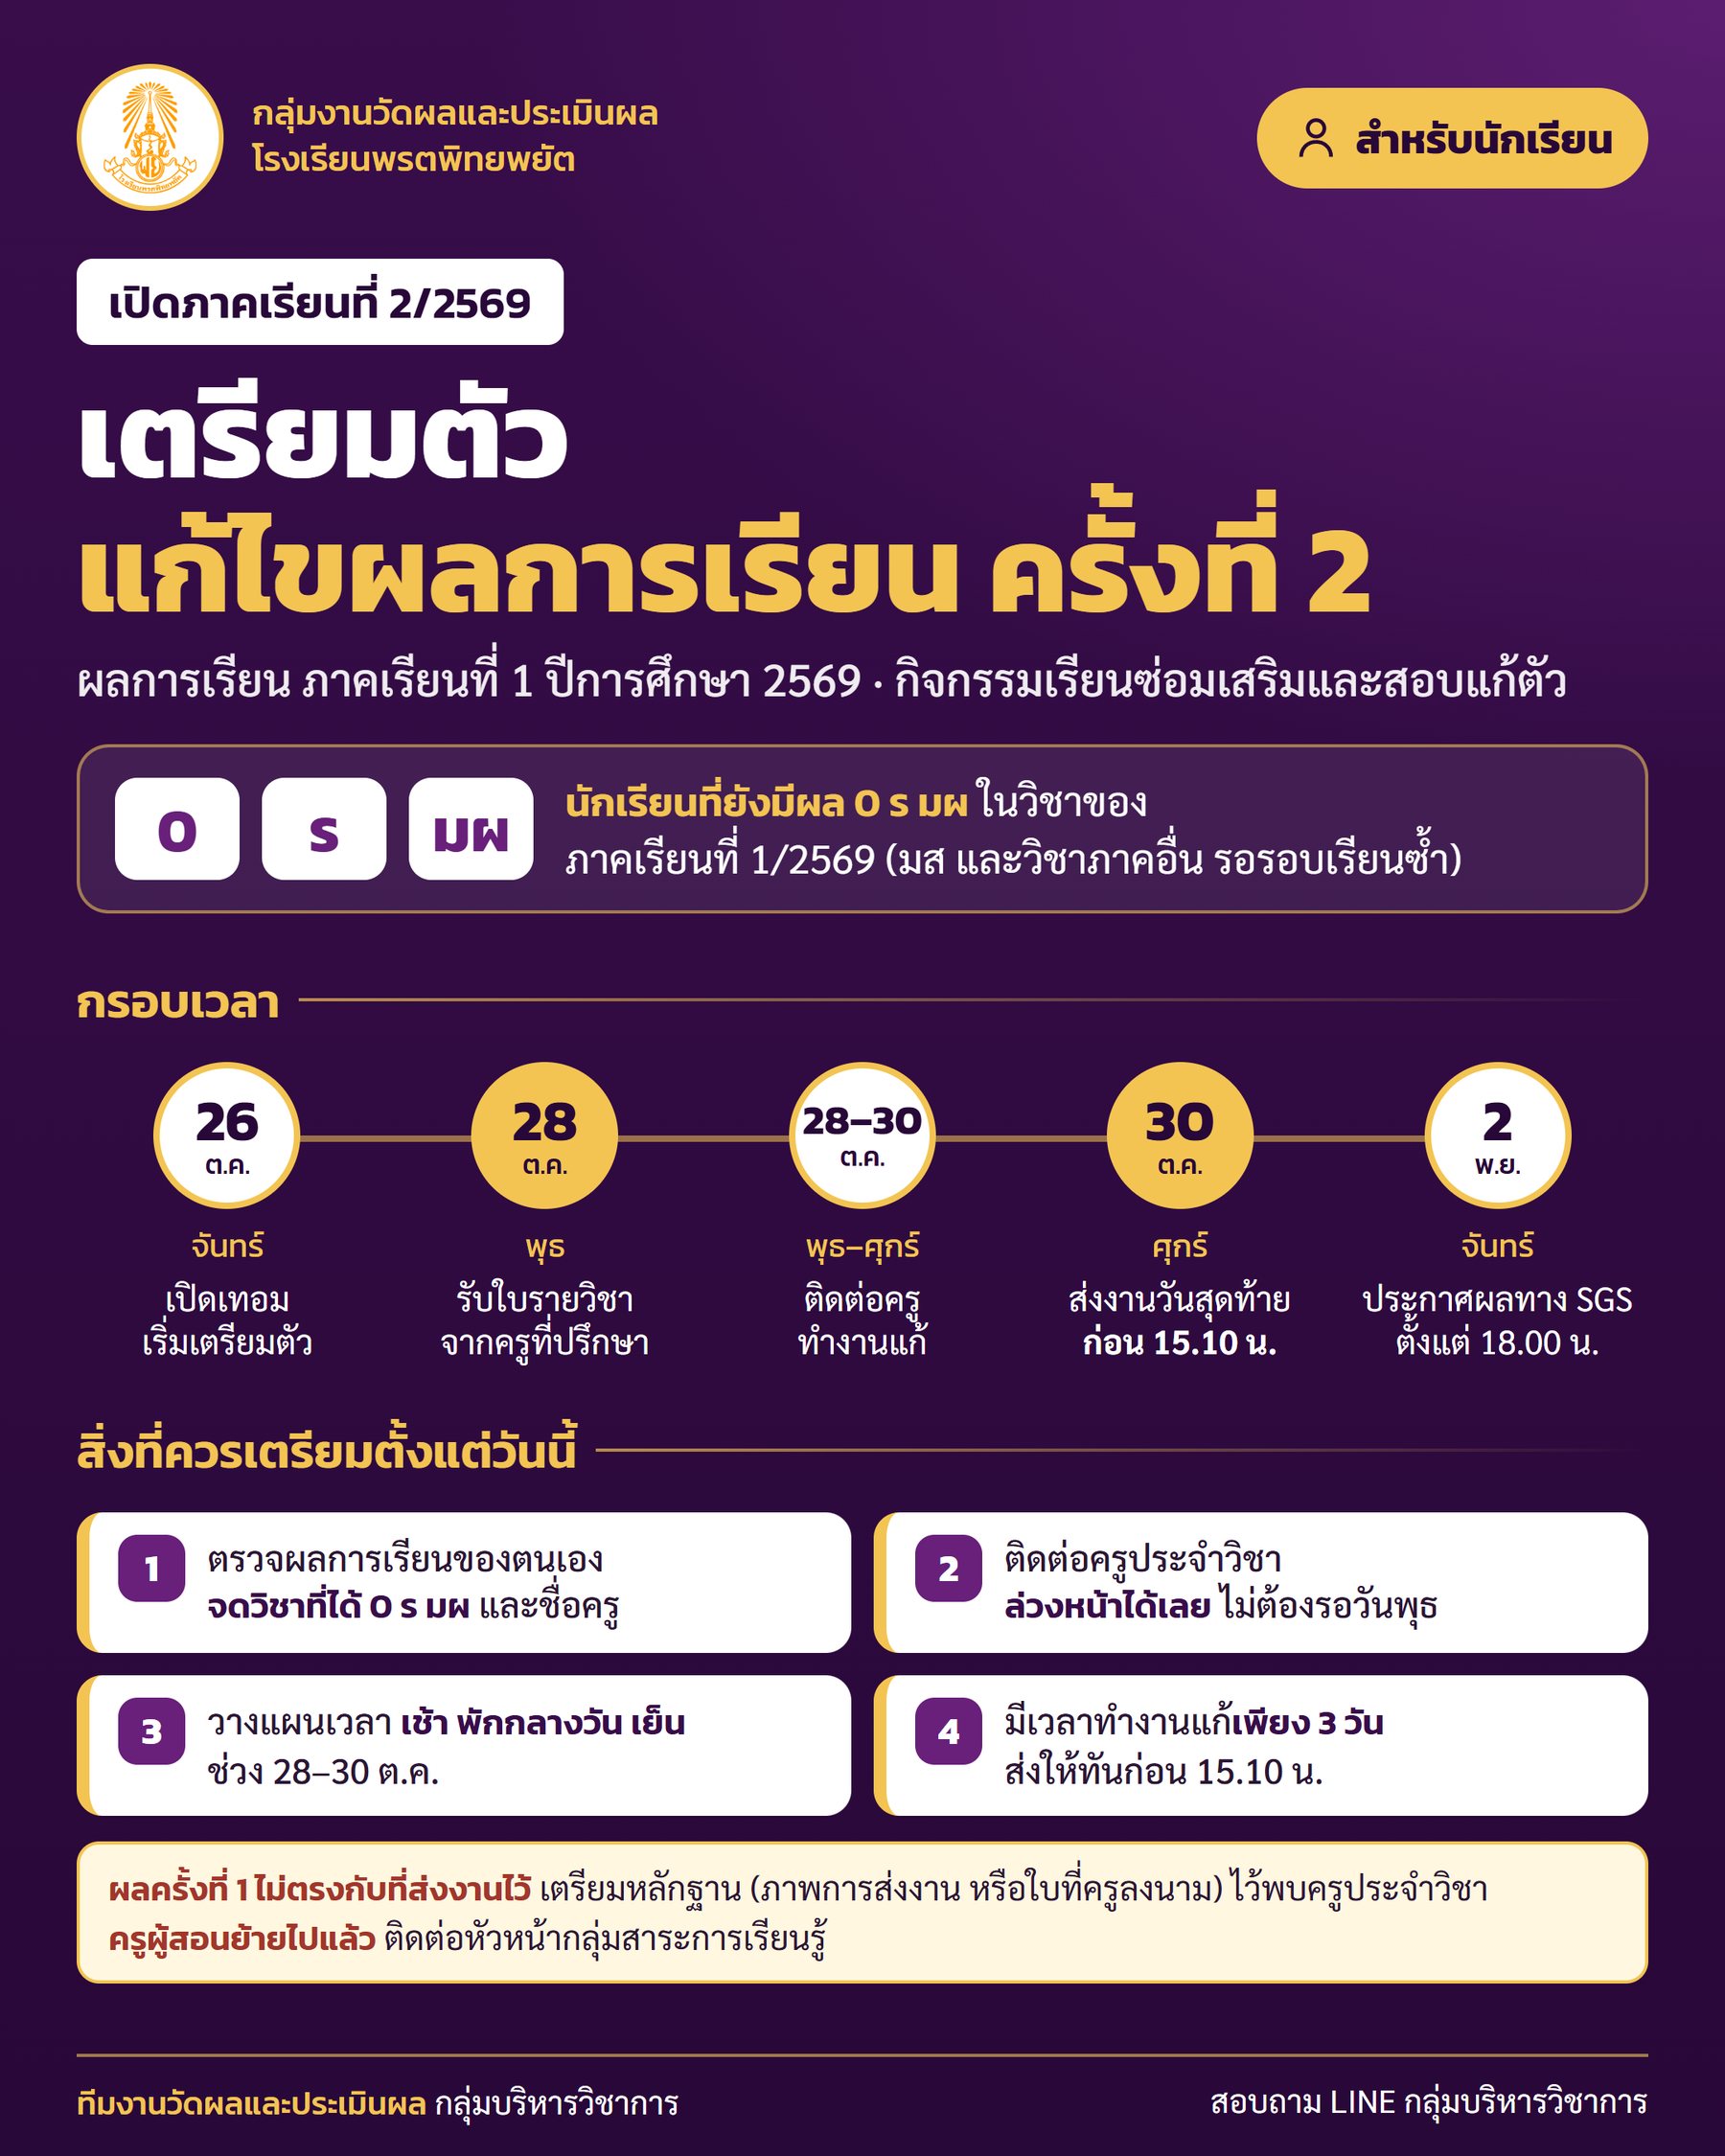 กลุ่มงานวัดผลและประเมินผล
โรงเรียนพรตพิทยพยัต
สำหรับนักเรียน
เปิดภาคเรียนที่ 2/2569
เตรียมตัว
แก้ไขผลการเรียน ครั้งที่ 2
ผลการเรียน ภาคเรียนที่ 1 ปีการศึกษา 2569 · กิจกรรมเรียนซ่อมเสริมและสอบแก้ตัว
0 ร มผ
นักเรียนที่ยังมีผล 0 ร มผ ในวิชาของ
ภาคเรียนที่ 1/2569 (มส และวิชาภาคอื่น รอรอบเรียนซ้ำ)
กรอบเวลา
26 ต.ค.
จันทร์
เปิดเทอม
เริ่มเตรียมตัว
28 ต.ค.
พุธ
รับใบรายวิชา
จากครูที่ปรึกษา
28–30 ต.ค.
พุธ–ศุกร์
ติดต่อครู
ทำงานแก้
30 ต.ค.
ศุกร์
ส่งงานวันสุดท้าย
ก่อน 15.10 น.
2 พ.ย.
จันทร์
ประกาศผลทาง SGS
ตั้งแต่ 18.00 น.
สิ่งที่ควรเตรียมตั้งแต่วันนี้
1 ตรวจผลการเรียนของตนเอง
จดวิชาที่ได้ 0 ร มผ และชื่อครู
2 ติดต่อครูประจำวิชา
ล่วงหน้าได้เลย ไม่ต้องรอวันพุธ
3 วางแผนเวลา เช้า พักกลางวัน เย็น
ช่วง 28–30 ต.ค.
4 มีเวลาทำงานแก้เพียง 3 วัน
ส่งให้ทันก่อน 15.10 น.
ผลครั้งที่ 1 ไม่ตรงกับที่ส่งงานไว้ เตรียมหลักฐาน (ภาพการส่งงาน หรือใบที่ครูลงนาม) ไว้พบครูประจำวิชา
ครูผู้สอนย้ายไปแล้ว ติดต่อหัวหน้ากลุ่มสาระการเรียนรู้
ทีมงานวัดผลและประเมินผล กลุ่มบริหารวิชาการ
สอบถาม LINE กลุ่มบริหารวิชาการ